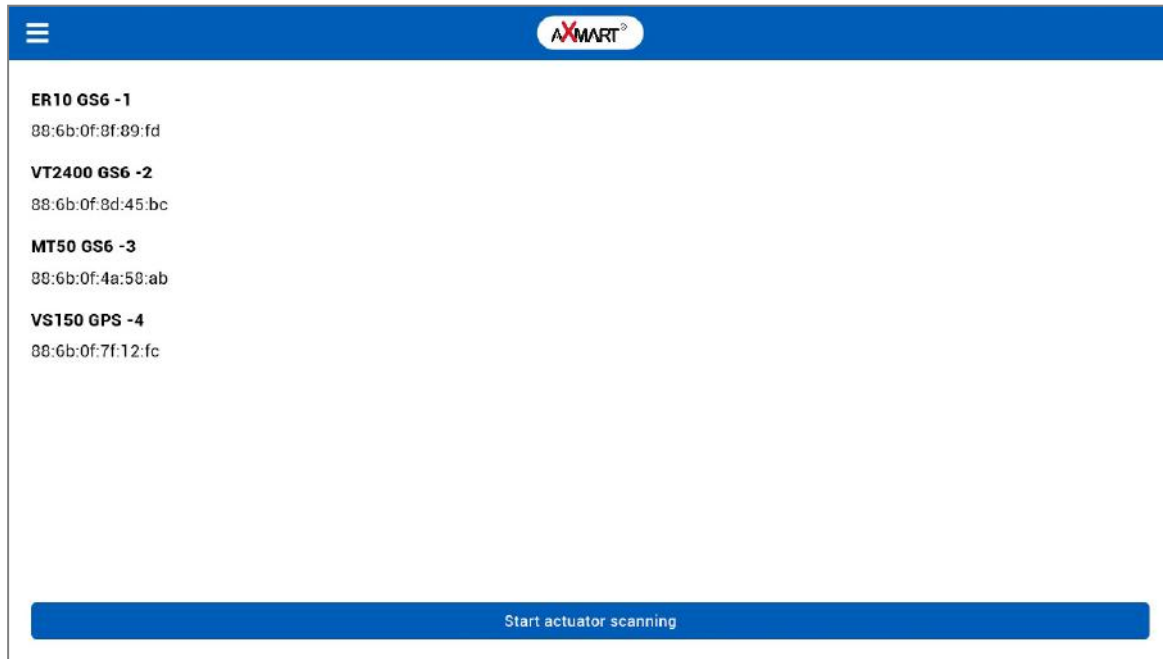 AXMART®
ER10 GS6 -1
88:6b:0f:8f:89:fd
VT2400 GS6 -2
88:6b:0f:8d:45:bc
MT50 GS6 -3
88:6b:0f:4a:58:ab
VS150 GPS -4
88:6b:0f:7f:12:fc
Start actuator scanning